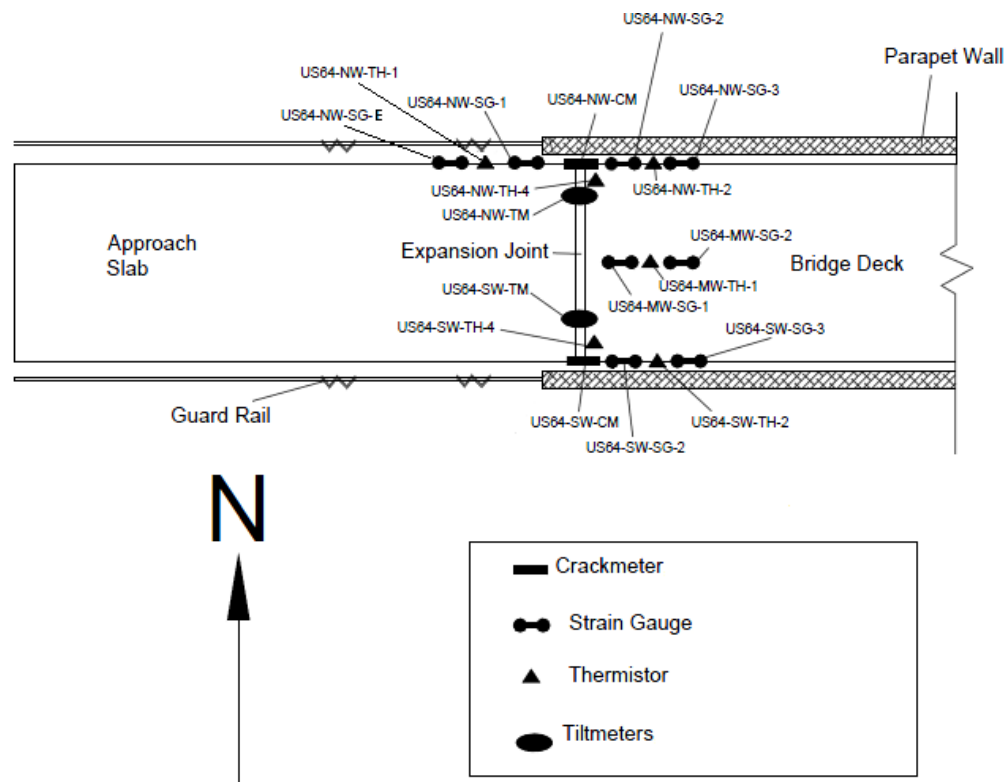 US64-NW-SG-2
Parapet Wall
US64-NW-TH-1
US64-NW-SG-1
US64-NW-CM
US64-NW-SG-3
US64-NW-SG-E
US64-NW-TH-4
US64-NW-TH-2
US64-NW-TM
Approach
Slab
Expansion Joint
US64-MW-SG-2
Bridge Deck
US64-SW-TM
US64-MW-TH-1
US64-MW-SG-1
US64-SW-TH-4
US64-SW-SG-3
Guard Rail
US64-SW-CM
US64-SW-TH-2
US64-SW-SG-2
N
Crackmeter
Strain Gauge
Thermistor
Tiltmeters